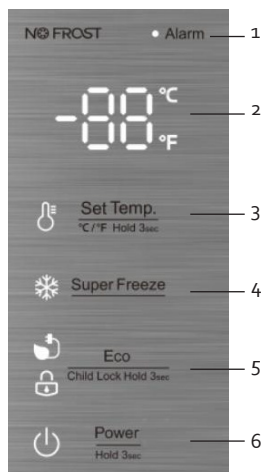 NO FROST • Alarm 1
-88 °C °F 2
Set Temp. 3
°C/°F Hold 3sec
Super Freeze 4
Eco 5
Child Lock Hold 3sec
Power 6
Hold 3sec